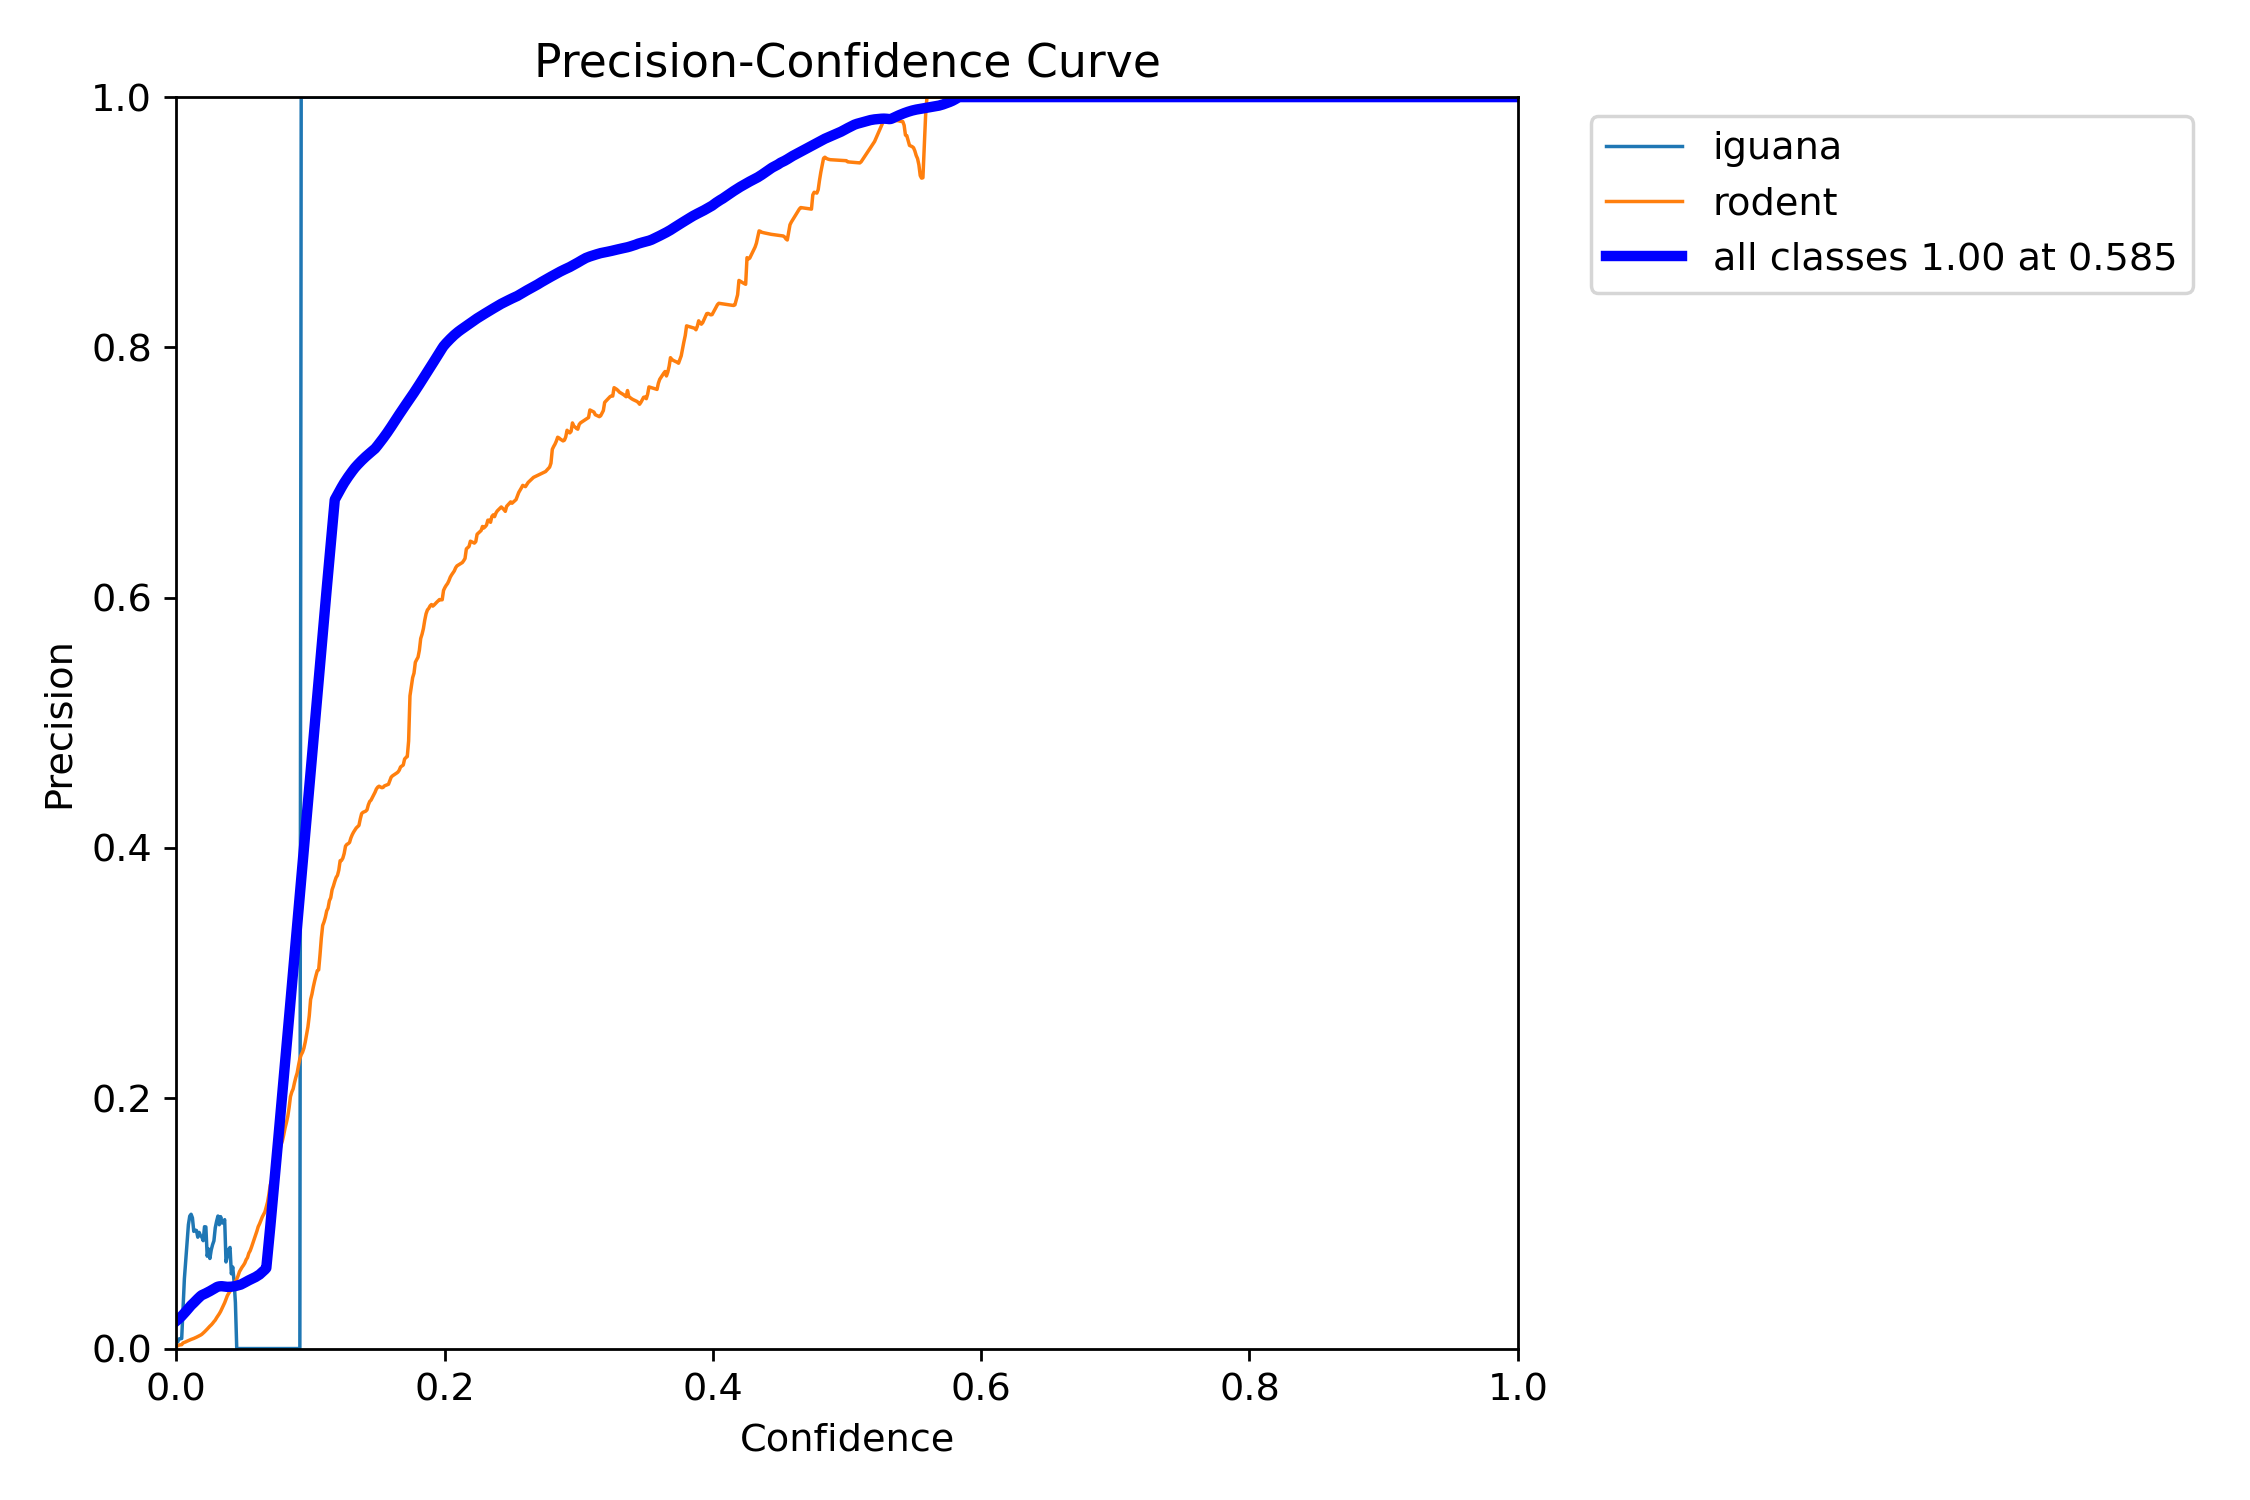 Precision-Confidence Curve
1.0
0.8
0.6
0.4
0.2
0.0
Precision
0.0 0.2 0.4 0.6 0.8 1.0
Confidence
iguana
rodent
all classes 1.00 at 0.585